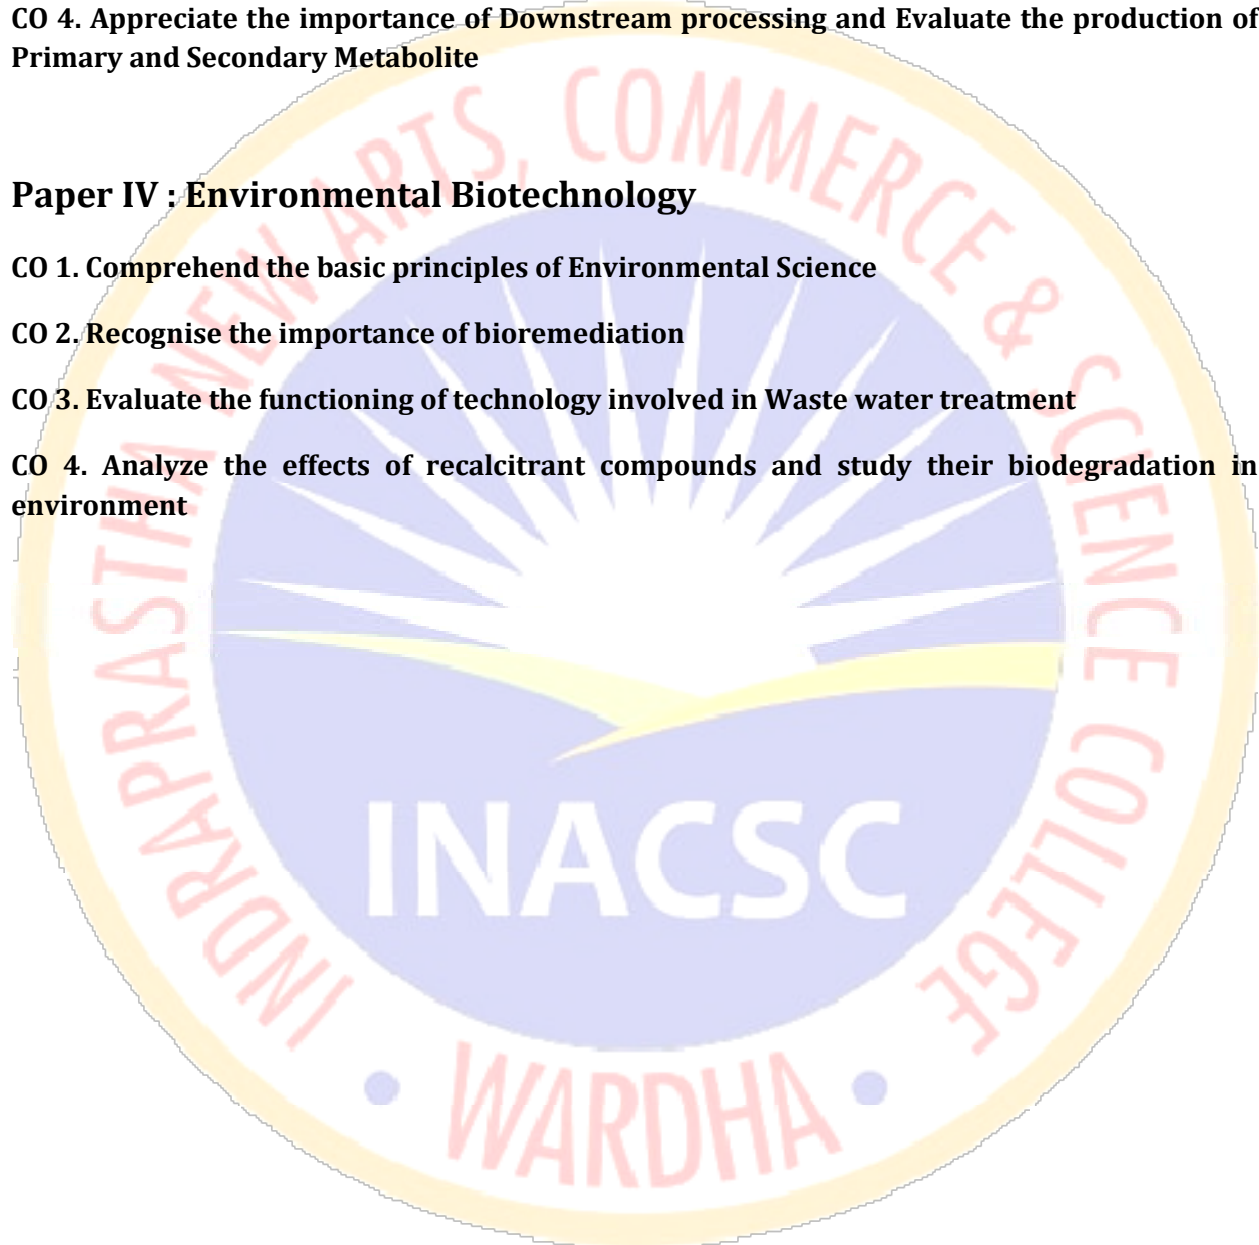 CO 4. Appreciate the importance of Downstream processing and Evaluate the production of
Primary and Secondary Metabolite
Paper IV : Environmental Biotechnology
CO 1. Comprehend the basic principles of Environmental Science
CO 2. Recognise the importance of bioremediation
CO 3. Evaluate the functioning of technology involved in Waste water treatment
CO 4. Analyze the effects of recalcitrant compounds and study their biodegradation in
environment
INDRAPRASTHA NEW ARTS, COMMERCE & SCIENCE COLLEGE
INACSC
• WARDHA •